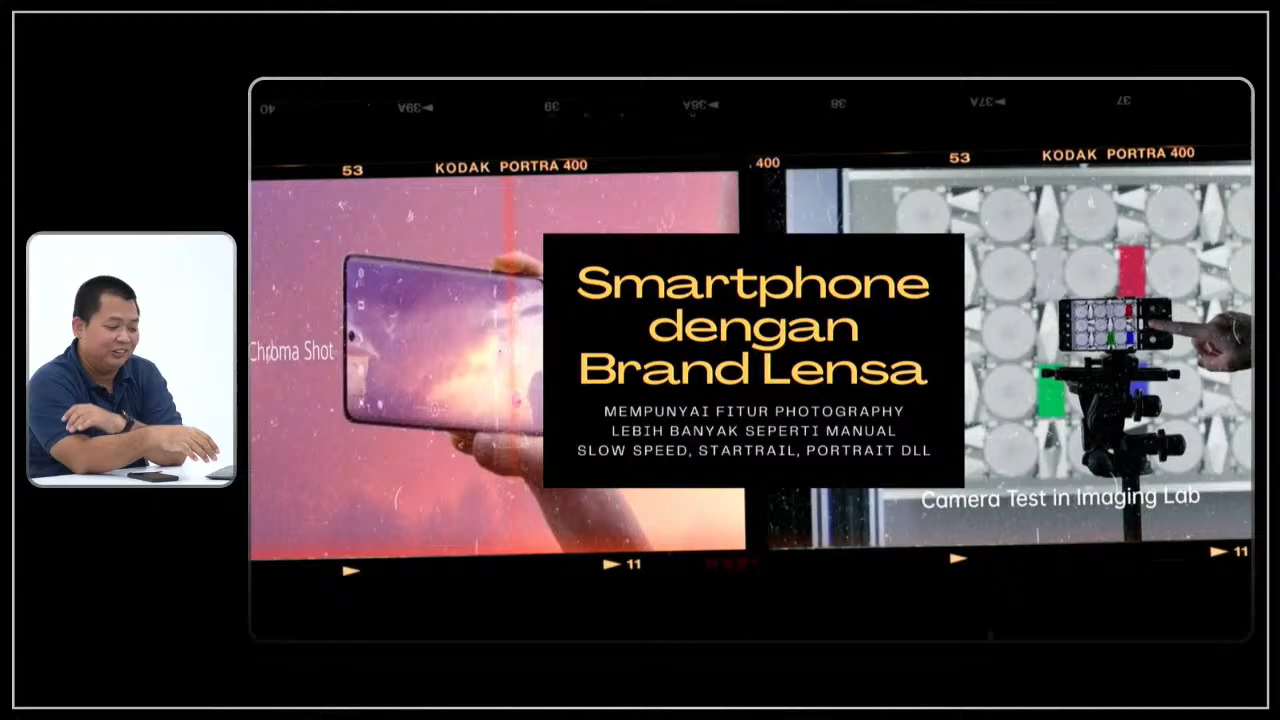 40
39A
39
38A
38
37A
37
53
KODAK PORTRA 400
400
53
KODAK PORTRA 400
Chroma Shot
Smartphone
dengan
Brand Lensa
MEMPUNYAI FITUR PHOTOGRAPHY
LEBIH BANYAK SEPERTI MANUAL
SLOW SPEED, STARTRAIL, PORTRAIT DLL
Camera Test in Imaging Lab
11
11